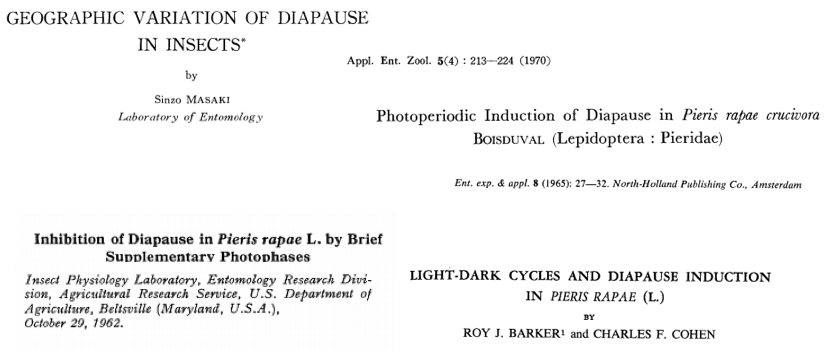 GEOGRAPHIC VARIATION OF DIAPAUSE
IN INSECTS*
by
Sinzo MASAKI
Laboratory of Entomology
Appl. Ent. Zool. 5(4) : 213—224 (1970)
Photoperiodic Induction of Diapause in Pieris rapae crucivora
BOISDUVAL (Lepidoptera : Pieridae)
Ent. exp. & appl. 8 (1965): 27—32. North-Holland Publishing Co., Amsterdam
Inhibition of Diapause in Pieris rapae L. by Brief
Supplementary Photophases
Insect Physiology Laboratory, Entomology Research Divi-
sion, Agricultural Research Service, U.S. Department of
Agriculture, Beltsville (Maryland, U.S.A.),
October 29, 1962.
LIGHT-DARK CYCLES AND DIAPAUSE INDUCTION
IN PIERIS RAPAE (L.)
BY
ROY J. BARKER¹ and CHARLES F. COHEN